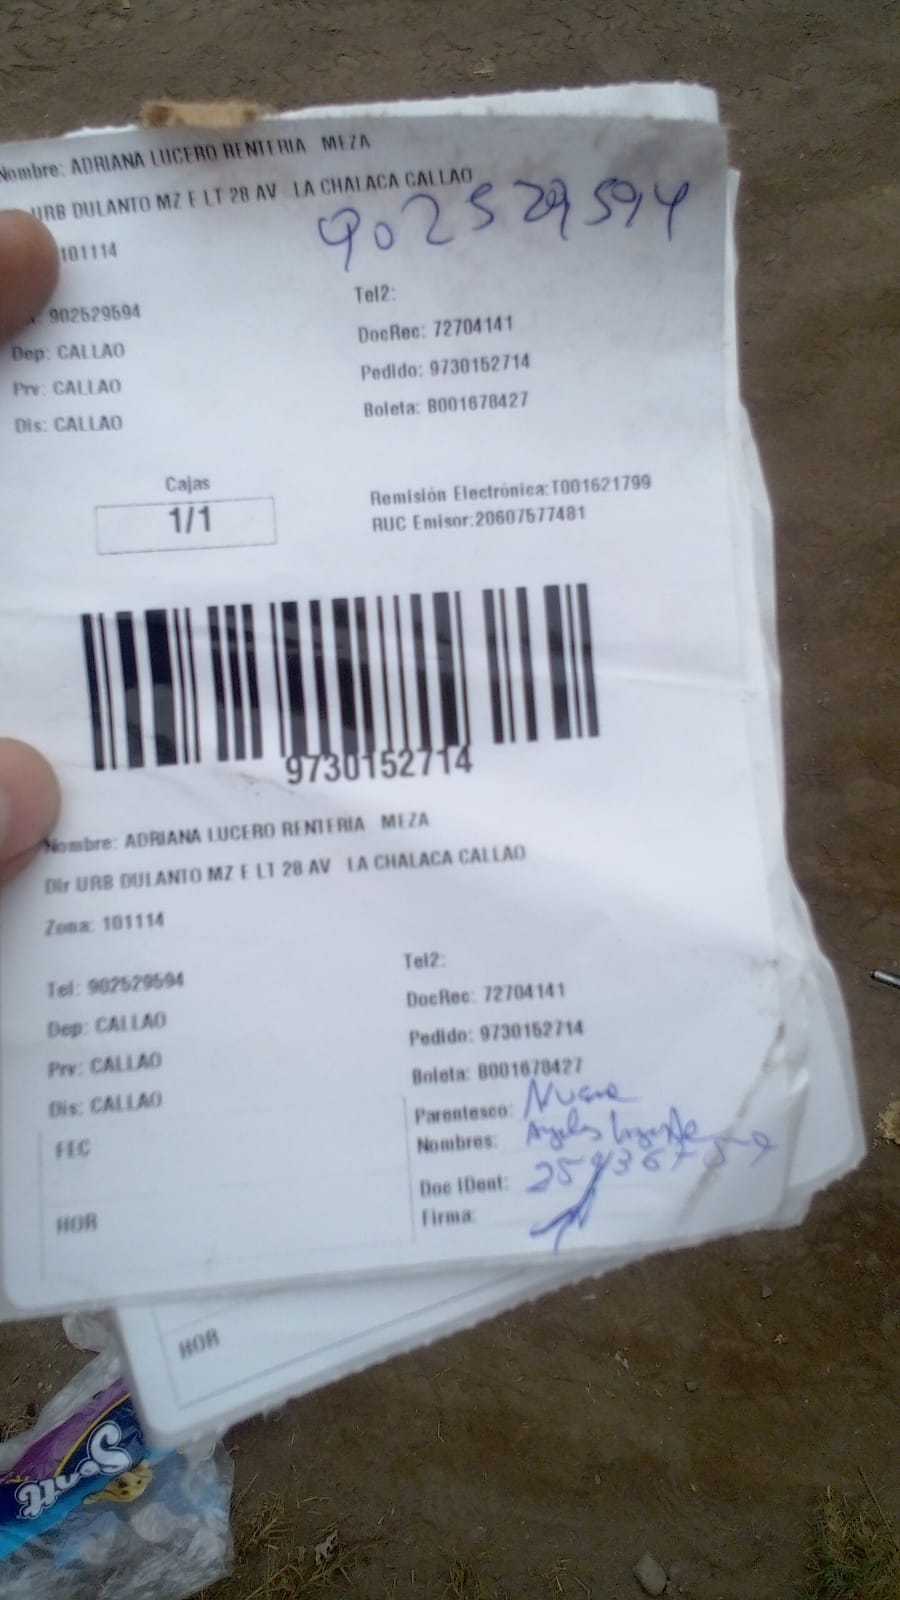 Nombre: ADRIANA LUCERO RENTERIA MEZA
URB DULANTO MZ E LT 28 AV LA CHALACA CALLAO
902529594
101114
902529594
Tel2:
DocRec: 72704141
Dep: CALLAO
Pedido: 9730152714
Prv: CALLAO
Boleta: B001678427
Dis: CALLAO
Cajas
1/1
Remisión Electrónica:T001621799
RUC Emisor:20607577481
9730152714
Nombre: ADRIANA LUCERO RENTERIA MEZA
Dir URB DULANTO MZ E LT 28 AV LA CHALACA CALLAO
Zona: 101114
Tel: 902529594
Tel2:
DocRec: 72704141
Dep: CALLAO
Pedido: 9730152714
Prv: CALLAO
Boleta: B001678427
Dis: CALLAO
Parentesco:
FEC
Nombres:
Doc IDent:
HOR
Firma:
HOR
Scott